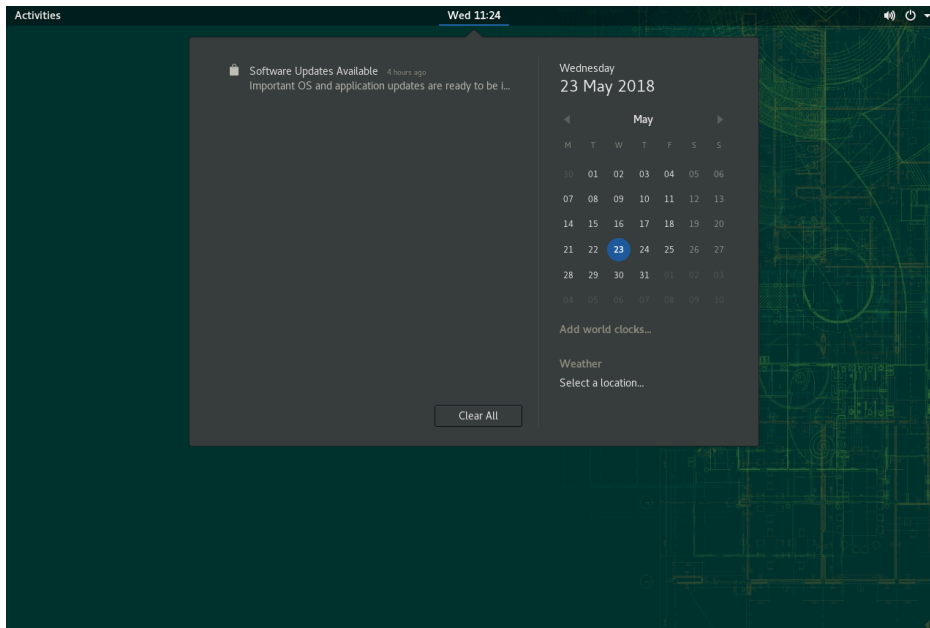 Activities Wed 11:24
Software Updates Available 4 hours ago
Important OS and application updates are ready to be i...
Clear All
Wednesday
23 May 2018
May
M T W T F S S
30 01 02 03 04 05 06
07 08 09 10 11 12 13
14 15 16 17 18 19 20
21 22 23 24 25 26 27
28 29 30 31 01 02 03
04 05 06 07 08 09 10
Add world clocks...
Weather
Select a location...